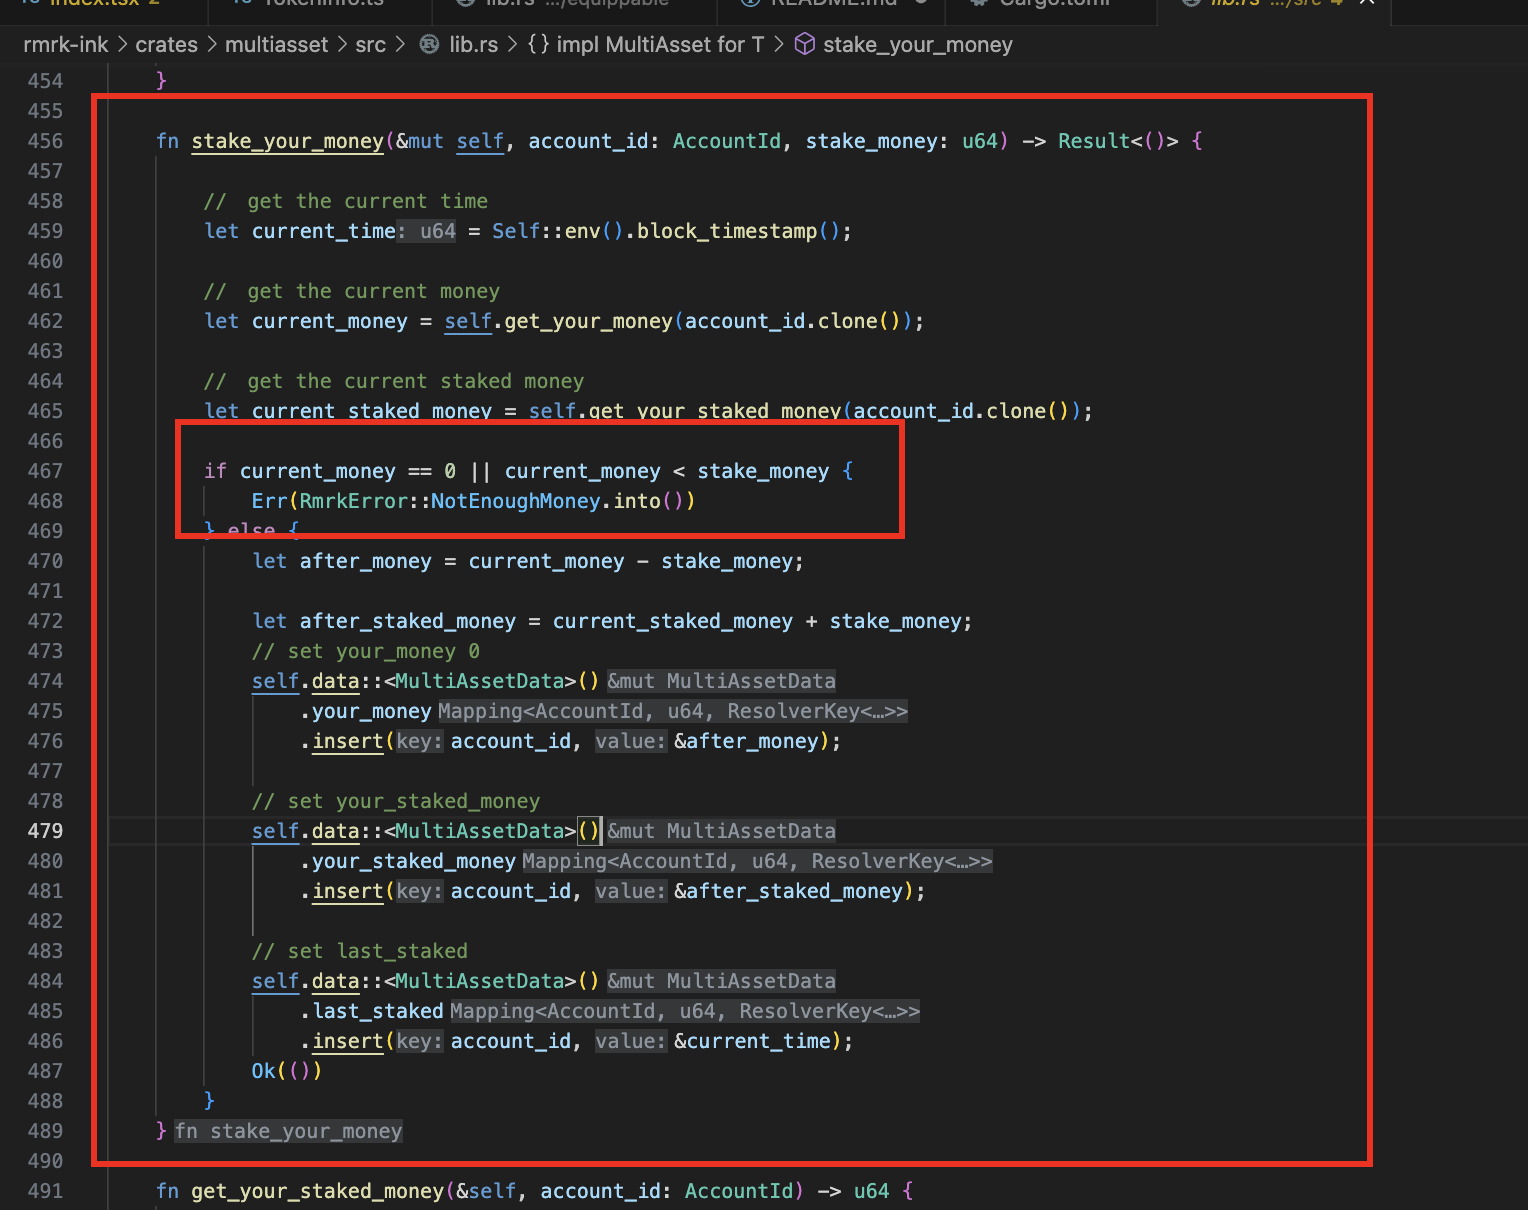 index.tsx 2 TokenInfo.ts lib.rs .../equippable README.md Cargo.toml lib.rs .../src 4
rmrk-ink > crates > multiasset > src > lib.rs > {} impl MultiAsset for T > stake_your_money
454 }
455
456 fn stake_your_money(&mut self, account_id: AccountId, stake_money: u64) -> Result<()> {
457
458 // get the current time
459 let current_time: u64 = Self::env().block_timestamp();
460
461 // get the current money
462 let current_money = self.get_your_money(account_id.clone());
463
464 // get the current staked money
465 let current_staked_money = self.get_your_staked_money(account_id.clone());
466
467 if current_money == 0 || current_money < stake_money {
468 Err(RmrkError::NotEnoughMoney.into())
469 } else {
470 let after_money = current_money - stake_money;
471
472 let after_staked_money = current_staked_money + stake_money;
473 // set your_money 0
474 self.data::<MultiAssetData>() &mut MultiAssetData
475 .your_money Mapping<AccountId, u64, ResolverKey<…>>
476 .insert(key: account_id, value: &after_money);
477
478 // set your_staked_money
479 self.data::<MultiAssetData>() &mut MultiAssetData
480 .your_staked_money Mapping<AccountId, u64, ResolverKey<…>>
481 .insert(key: account_id, value: &after_staked_money);
482
483 // set last_staked
484 self.data::<MultiAssetData>() &mut MultiAssetData
485 .last_staked Mapping<AccountId, u64, ResolverKey<…>>
486 .insert(key: account_id, value: &current_time);
487 Ok(())
488 }
489 } fn stake_your_money
490
491 fn get_your_staked_money(&self, account_id: AccountId) -> u64 {